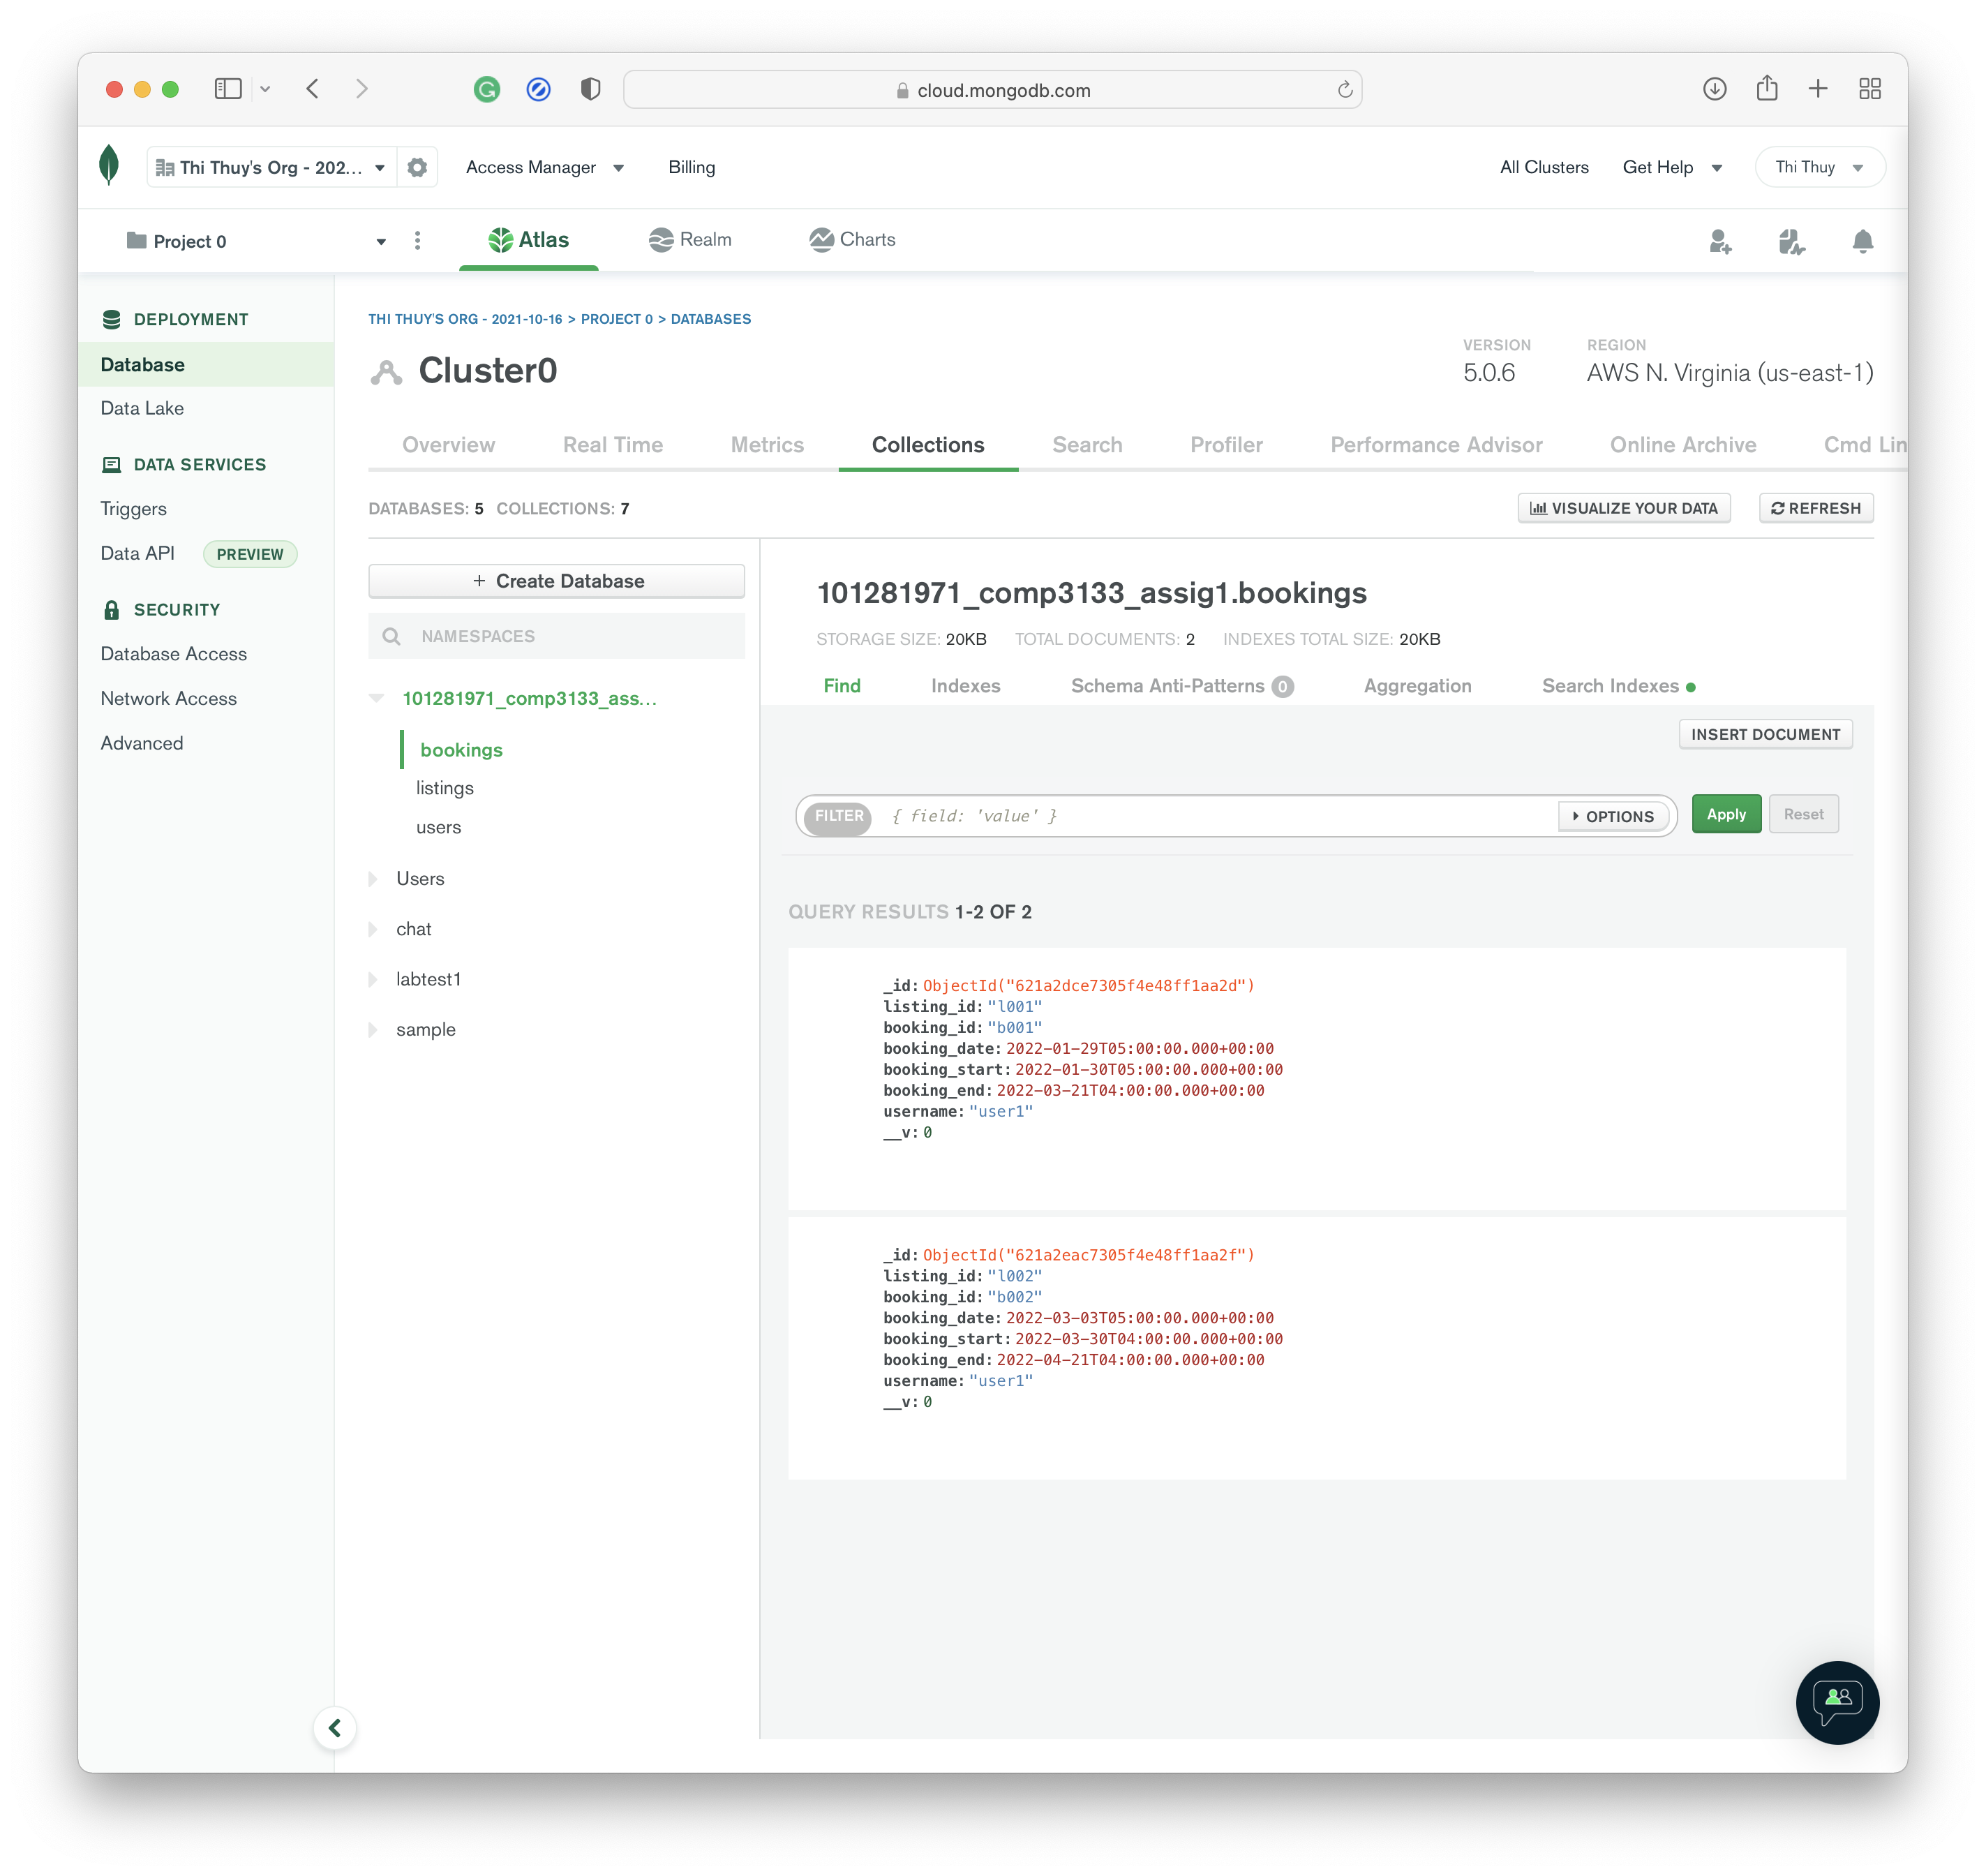 cloud.mongodb.com
Thi Thuy's Org - 202...
Access Manager
Billing
All Clusters
Get Help
Thi Thuy
Project 0
Atlas
Realm
Charts
DEPLOYMENT
Database
Data Lake
DATA SERVICES
Triggers
Data API PREVIEW
SECURITY
Database Access
Network Access
Advanced
THI THUY'S ORG - 2021-10-16 > PROJECT 0 > DATABASES
Cluster0
VERSION
5.0.6
REGION
AWS N. Virginia (us-east-1)
Overview Real Time Metrics Collections Search Profiler Performance Advisor Online Archive Cmd Lin
DATABASES: 5 COLLECTIONS: 7
VISUALIZE YOUR DATA
REFRESH
+ Create Database
NAMESPACES
101281971_comp3133_ass...
bookings
listings
users
Users
chat
labtest1
sample
101281971_comp3133_assig1.bookings
STORAGE SIZE: 20KB TOTAL DOCUMENTS: 2 INDEXES TOTAL SIZE: 20KB
Find Indexes Schema Anti-Patterns 0 Aggregation Search Indexes
INSERT DOCUMENT
FILTER { field: 'value' } OPTIONS Apply Reset
QUERY RESULTS 1-2 OF 2
_id: ObjectId("621a2dce7305f4e48ff1aa2d")
listing_id: "l001"
booking_id: "b001"
booking_date: 2022-01-29T05:00:00.000+00:00
booking_start: 2022-01-30T05:00:00.000+00:00
booking_end: 2022-03-21T04:00:00.000+00:00
username: "user1"
__v: 0
_id: ObjectId("621a2eac7305f4e48ff1aa2f")
listing_id: "l002"
booking_id: "b002"
booking_date: 2022-03-03T05:00:00.000+00:00
booking_start: 2022-03-30T04:00:00.000+00:00
booking_end: 2022-04-21T04:00:00.000+00:00
username: "user1"
__v: 0